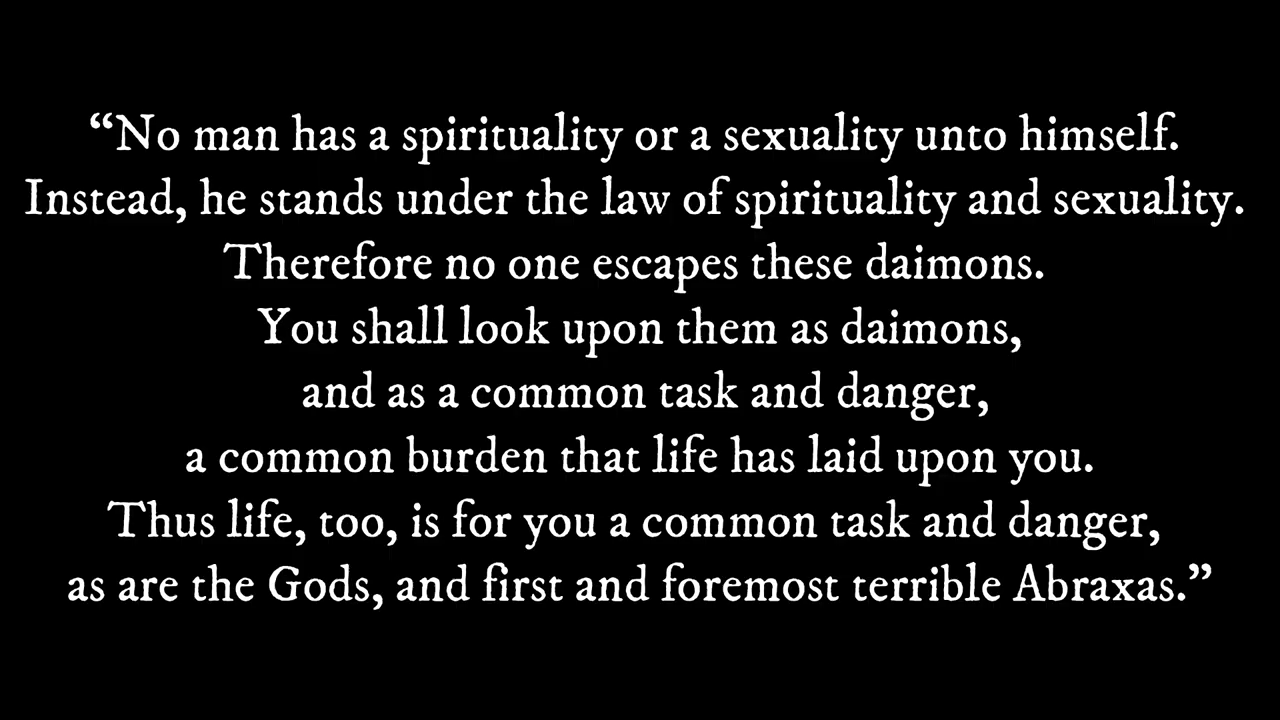 “No man has a spirituality or a sexuality unto himself.
Instead, he stands under the law of spirituality and sexuality.
Therefore no one escapes these daimons.
You shall look upon them as daimons,
and as a common task and danger,
a common burden that life has laid upon you.
Thus life, too, is for you a common task and danger,
as are the Gods, and first and foremost terrible Abraxas.”